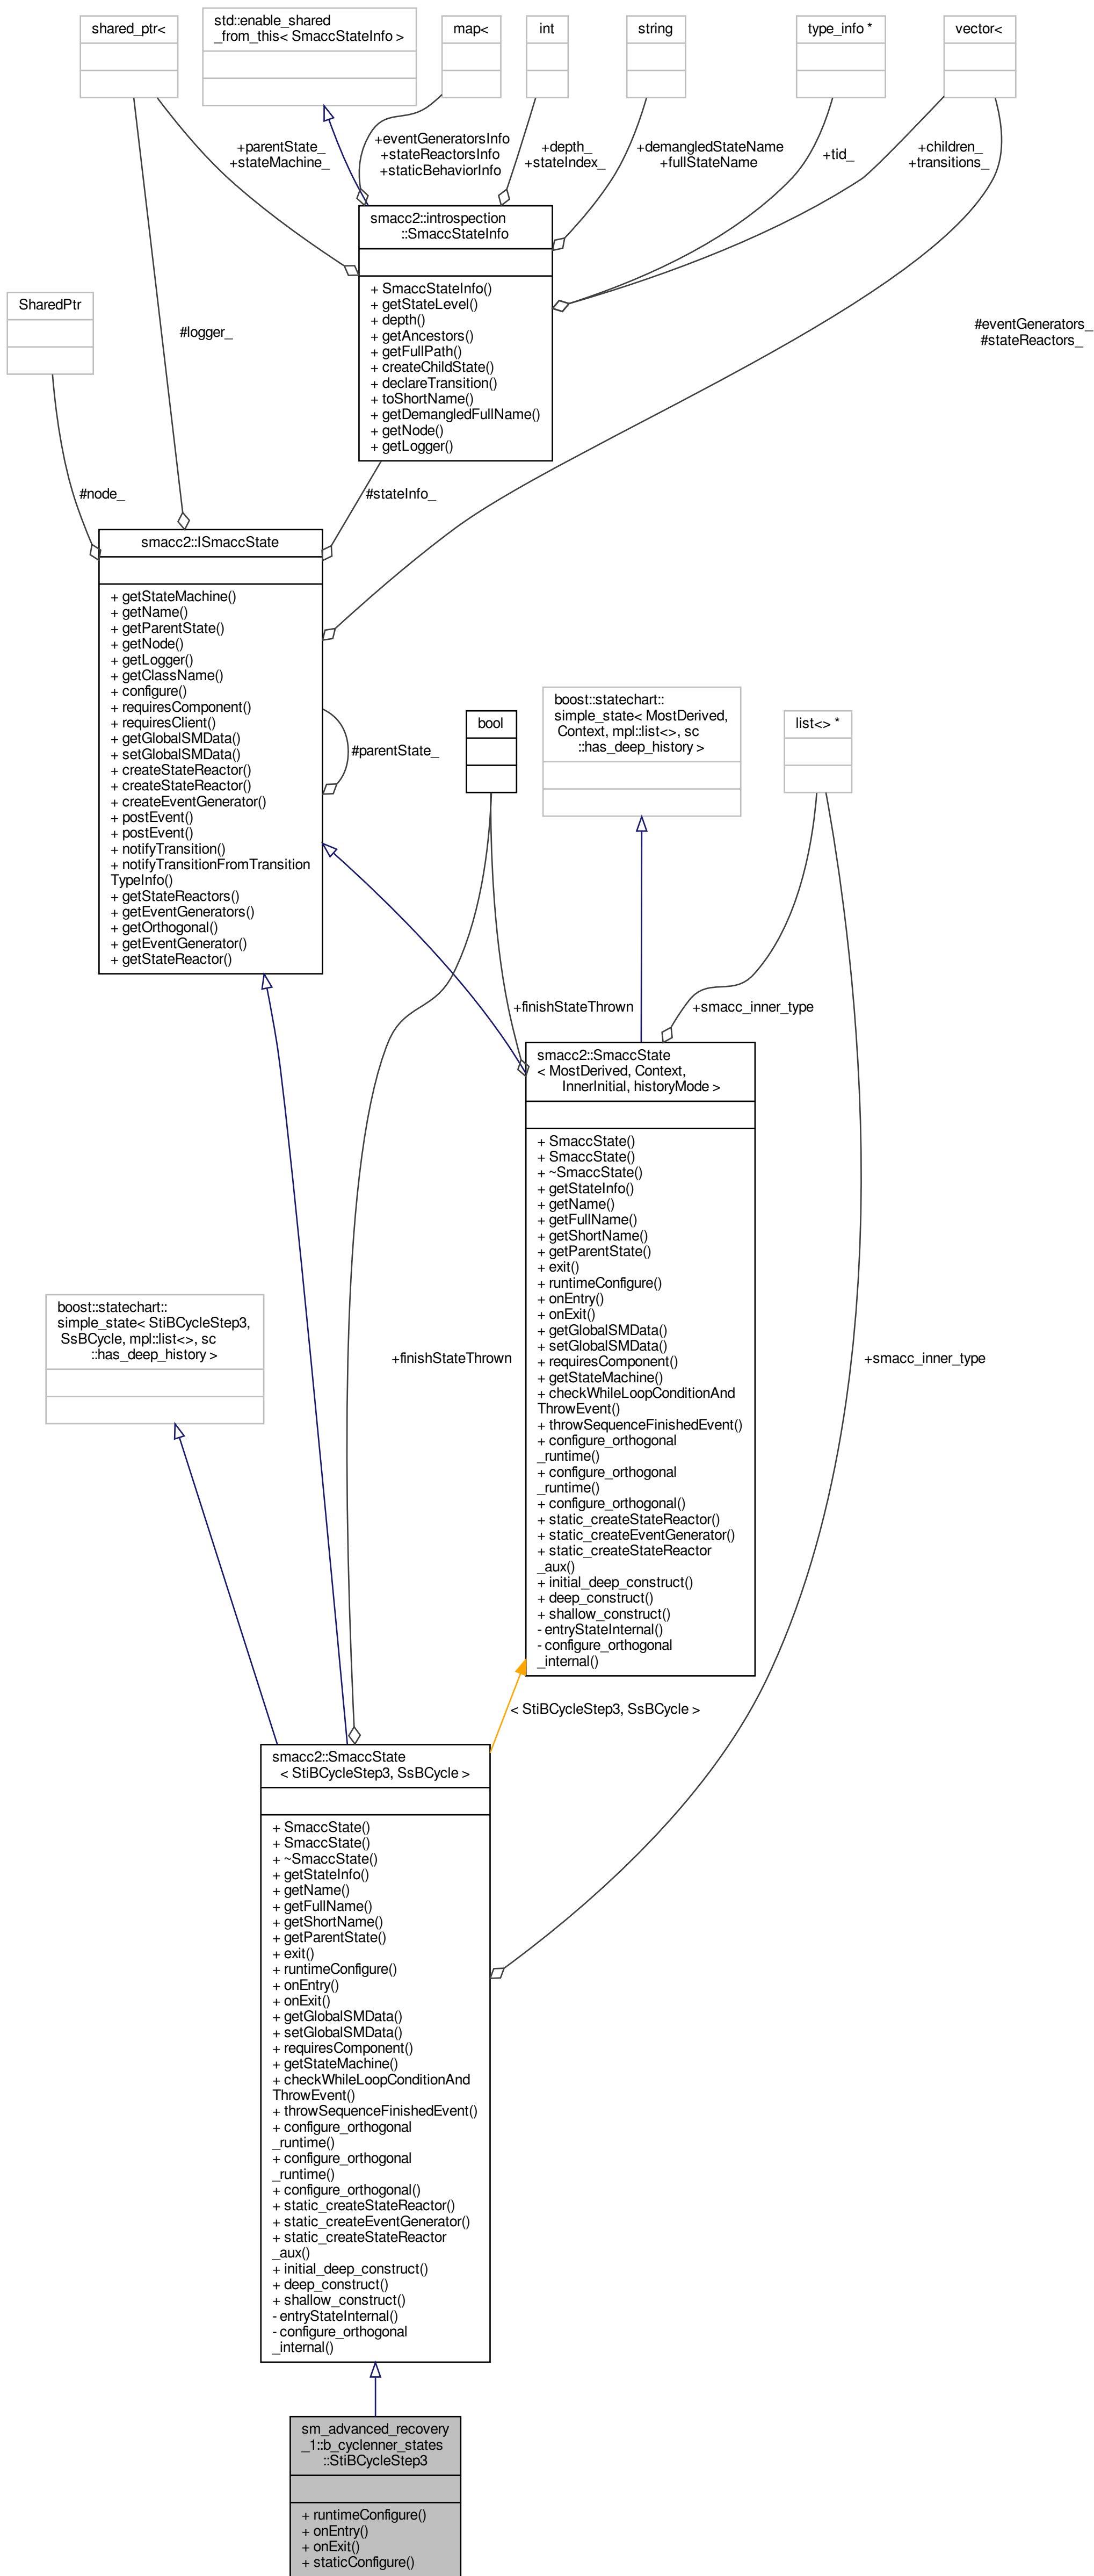 shared_ptr<
std::enable_shared
_from_this< SmaccStateInfo >
map<
int
string
type_info *
vector<
+parentState_
+stateMachine_
+eventGeneratorsInfo
+stateReactorsInfo
+staticBehaviorInfo
+depth_
+stateIndex_
+demangledStateName
+fullStateName
+tid_
+children_
+transitions_
smacc2::introspection
::SmaccStateInfo
+ SmaccStateInfo()
+ getStateLevel()
+ depth()
+ getAncestors()
+ getFullPath()
+ createChildState()
+ declareTransition()
+ toShortName()
+ getDemangledFullName()
+ getNode()
+ getLogger()
SharedPtr
#logger_
#eventGenerators_
#stateReactors_
#node_
#stateInfo_
smacc2::ISmaccState
+ getStateMachine()
+ getName()
+ getParentState()
+ getNode()
+ getLogger()
+ getClassName()
+ configure()
+ requiresComponent()
+ requiresClient()
+ getGlobalSMData()
+ setGlobalSMData()
+ createStateReactor()
+ createStateReactor()
+ createEventGenerator()
+ postEvent()
+ postEvent()
+ notifyTransition()
+ notifyTransitionFromTransition
TypeInfo()
+ getStateReactors()
+ getEventGenerators()
+ getOrthogonal()
+ getEventGenerator()
+ getStateReactor()
#parentState_
bool
boost::statechart::
simple_state< MostDerived,
Context, mpl::list<>, sc
::has_deep_history >
list<> *
+finishStateThrown
+smacc_inner_type
smacc2::SmaccState
< MostDerived, Context,
InnerInitial, historyMode >
+ SmaccState()
+ SmaccState()
+ ~SmaccState()
+ getStateInfo()
+ getName()
+ getFullName()
+ getShortName()
+ getParentState()
+ exit()
+ runtimeConfigure()
+ onEntry()
+ onExit()
+ getGlobalSMData()
+ setGlobalSMData()
+ requiresComponent()
+ getStateMachine()
+ checkWhileLoopConditionAnd
ThrowEvent()
+ throwSequenceFinishedEvent()
+ configure_orthogonal
_runtime()
+ configure_orthogonal
_runtime()
+ configure_orthogonal()
+ static_createStateReactor()
+ static_createEventGenerator()
+ static_createStateReactor
_aux()
+ initial_deep_construct()
+ deep_construct()
+ shallow_construct()
- entryStateInternal()
- configure_orthogonal
_internal()
boost::statechart::
simple_state< StiBCycleStep3,
SsBCycle, mpl::list<>, sc
::has_deep_history >
+finishStateThrown
+smacc_inner_type
< StiBCycleStep3, SsBCycle >
smacc2::SmaccState
< StiBCycleStep3, SsBCycle >
+ SmaccState()
+ SmaccState()
+ ~SmaccState()
+ getStateInfo()
+ getName()
+ getFullName()
+ getShortName()
+ getParentState()
+ exit()
+ runtimeConfigure()
+ onEntry()
+ onExit()
+ getGlobalSMData()
+ setGlobalSMData()
+ requiresComponent()
+ getStateMachine()
+ checkWhileLoopConditionAnd
ThrowEvent()
+ throwSequenceFinishedEvent()
+ configure_orthogonal
_runtime()
+ configure_orthogonal
_runtime()
+ configure_orthogonal()
+ static_createStateReactor()
+ static_createEventGenerator()
+ static_createStateReactor
_aux()
+ initial_deep_construct()
+ deep_construct()
+ shallow_construct()
- entryStateInternal()
- configure_orthogonal
_internal()
sm_advanced_recovery
_1::b_cyclenner_states
::StiBCycleStep3
+ runtimeConfigure()
+ onEntry()
+ onExit()
+ staticConfigure()